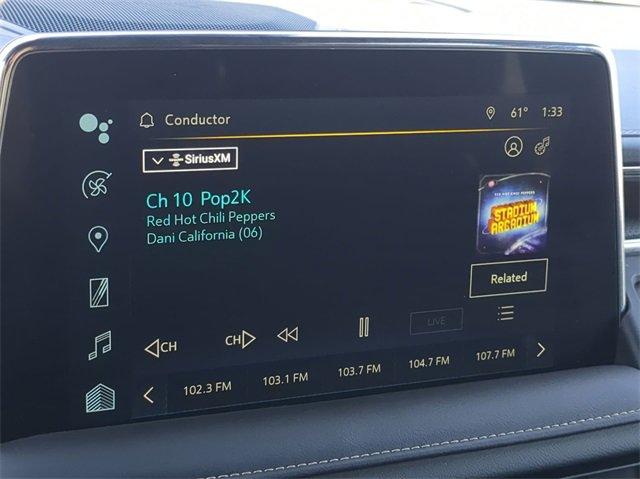 Conductor
61° 1:33
SiriusXM
Ch 10 Pop2K
Red Hot Chili Peppers
Dani California (06)
RED HOT CHILI PEPPERS
STADIUM
ARCADIUM
Related
CH
CH
LIVE
102.3 FM 103.1 FM 103.7 FM 104.7 FM 107.7 FM